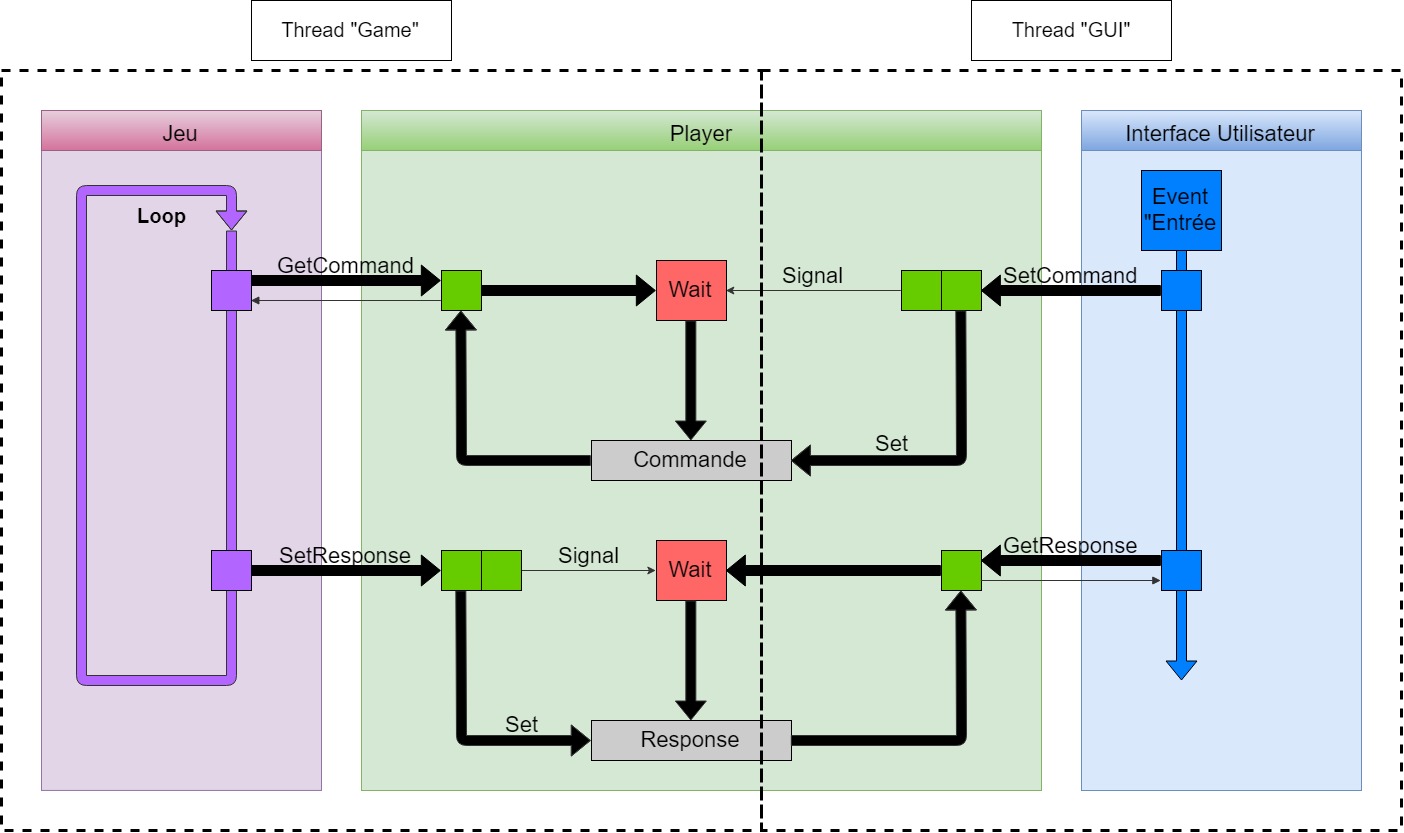 Thread "Game"
Thread "GUI"
Jeu
Player
Interface Utilisateur
Loop
Event
"Entrée
GetCommand
Wait
Signal
SetCommand
Set
Commande
SetResponse
Signal
Wait
GetResponse
Set
Response